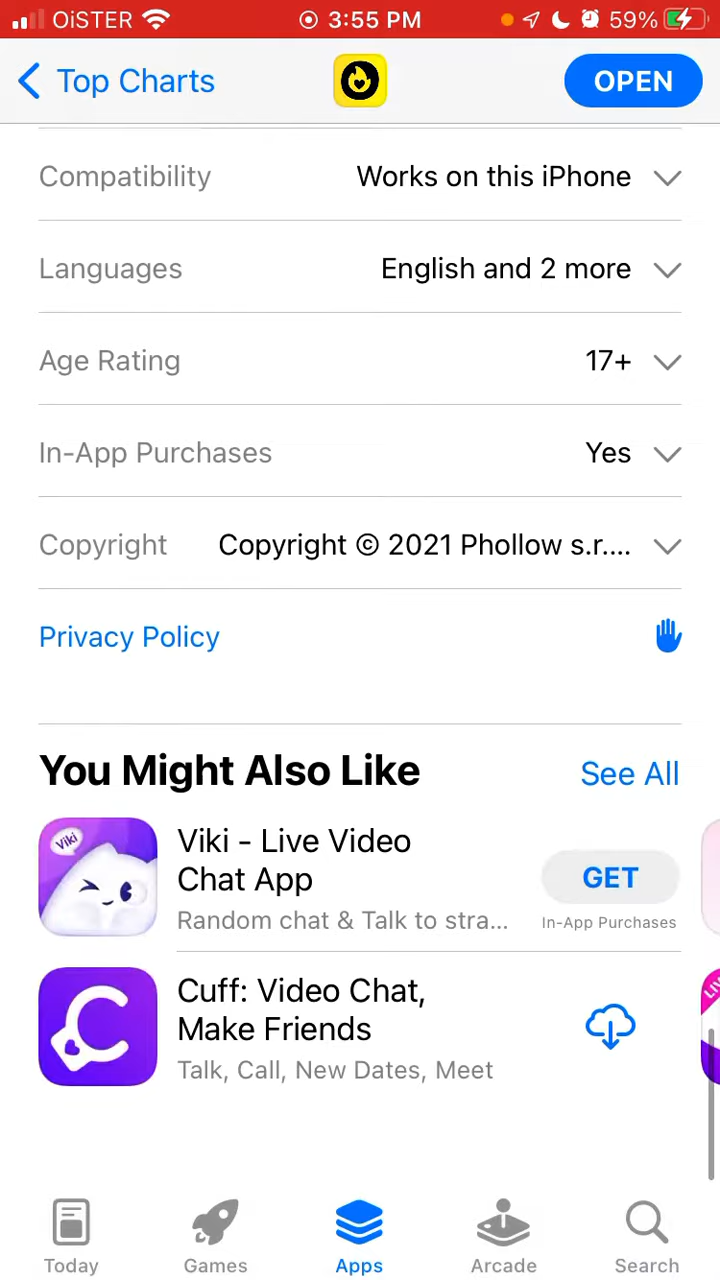 OiSTER 3:55 PM 59%
Top Charts OPEN
Compatibility Works on this iPhone
Languages English and 2 more
Age Rating 17+
In-App Purchases Yes
Copyright Copyright © 2021 Phollow s.r....
Privacy Policy
You Might Also Like See All
Viki
Viki - Live Video
Chat App
GET
Random chat & Talk to stra...
In-App Purchases
Cuff: Video Chat,
Make Friends
Talk, Call, New Dates, Meet
LIV
Today Games Apps Arcade Search